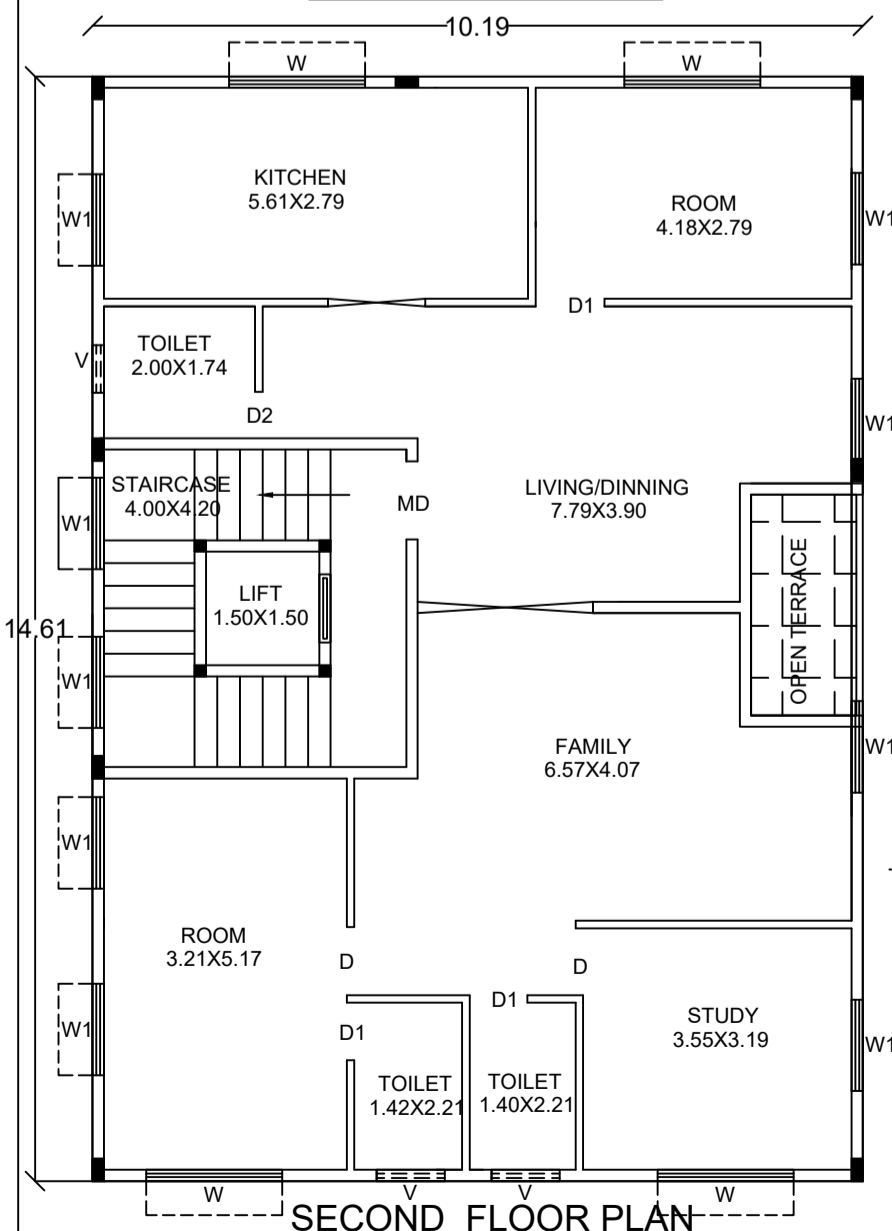 10.19
W
W
KITCHEN
5.61X2.79
ROOM
4.18X2.79
W1
W1
D1
TOILET
2.00X1.74
V
D2
W1
STAIRCASE
4.00X4.20
W1
MD
LIVING/DINNING
7.79X3.90
OPEN TERRACE
LIFT
1.50X1.50
14.61
W1
FAMILY
6.57X4.07
W1
W1
ROOM
3.21X5.17
D
D
D1
STUDY
3.55X3.19
W1
D1
W1
TOILET
1.42X2.21
TOILET
1.40X2.21
W
V
V
W
SECOND FLOOR PLAN